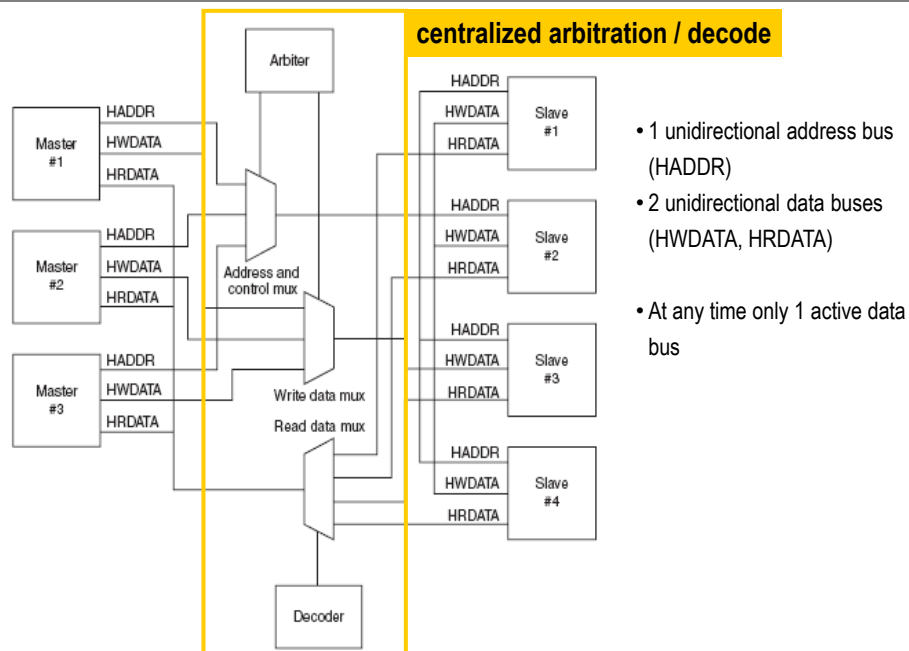 centralized arbitration / decode
Arbiter
Master
#1
HADDR
HWDATA
HRDATA
Master
#2
HADDR
HWDATA
HRDATA
Master
#3
HADDR
HWDATA
HRDATA
Address and
control mux
Write data mux
Read data mux
Decoder
HADDR
HWDATA
HRDATA
Slave
#1
HADDR
HWDATA
HRDATA
Slave
#2
HADDR
HWDATA
HRDATA
Slave
#3
HADDR
HWDATA
HRDATA
Slave
#4
• 1 unidirectional address bus
(HADDR)
• 2 unidirectional data buses
(HWDATA, HRDATA)
• At any time only 1 active data
bus